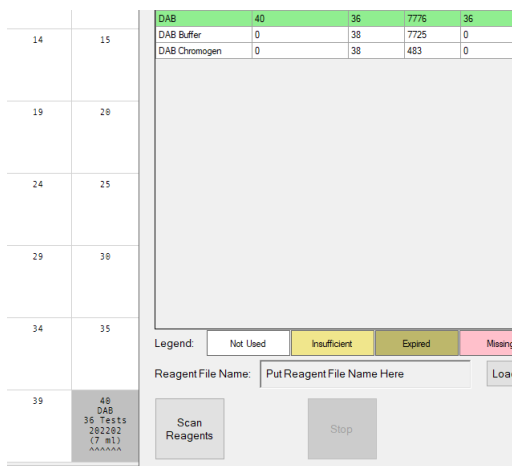 DAB 40 36 7776 36
DAB Buffer 0 38 7725 0
DAB Chromogen 0 38 483 0
14 15
19 20
24 25
29 30
34 35
Legend: Not Used Insufficient Expired Missing
Reagent File Name: Put Reagent File Name Here Loa
39 40
DAB
36 Tests
202202
(7 ml)
^^^^^^
Scan
Reagents
Stop